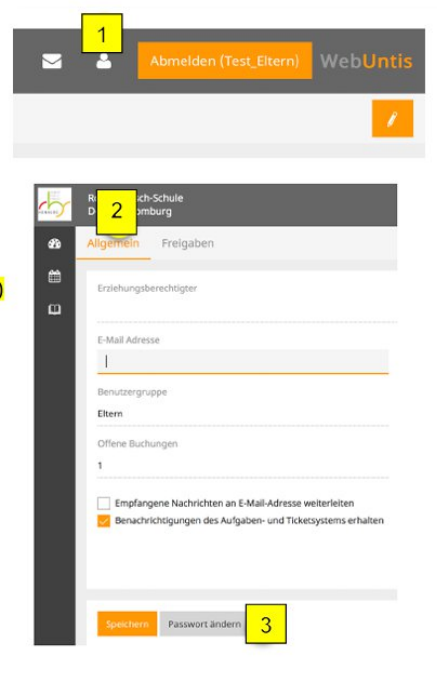 1
Abmelden (Test_Eltern) WebUntis
2
Allgemein Freigaben
Erziehungsberechtigter
E-Mail Adresse
Benutzergruppe
Eltern
Offene Buchungen
1
Empfangene Nachrichten an E-Mail-Adresse weiterleiten
Benachrichtigungen des Aufgaben- und Ticketsystems erhalten
Speichern Passwort ändern 3